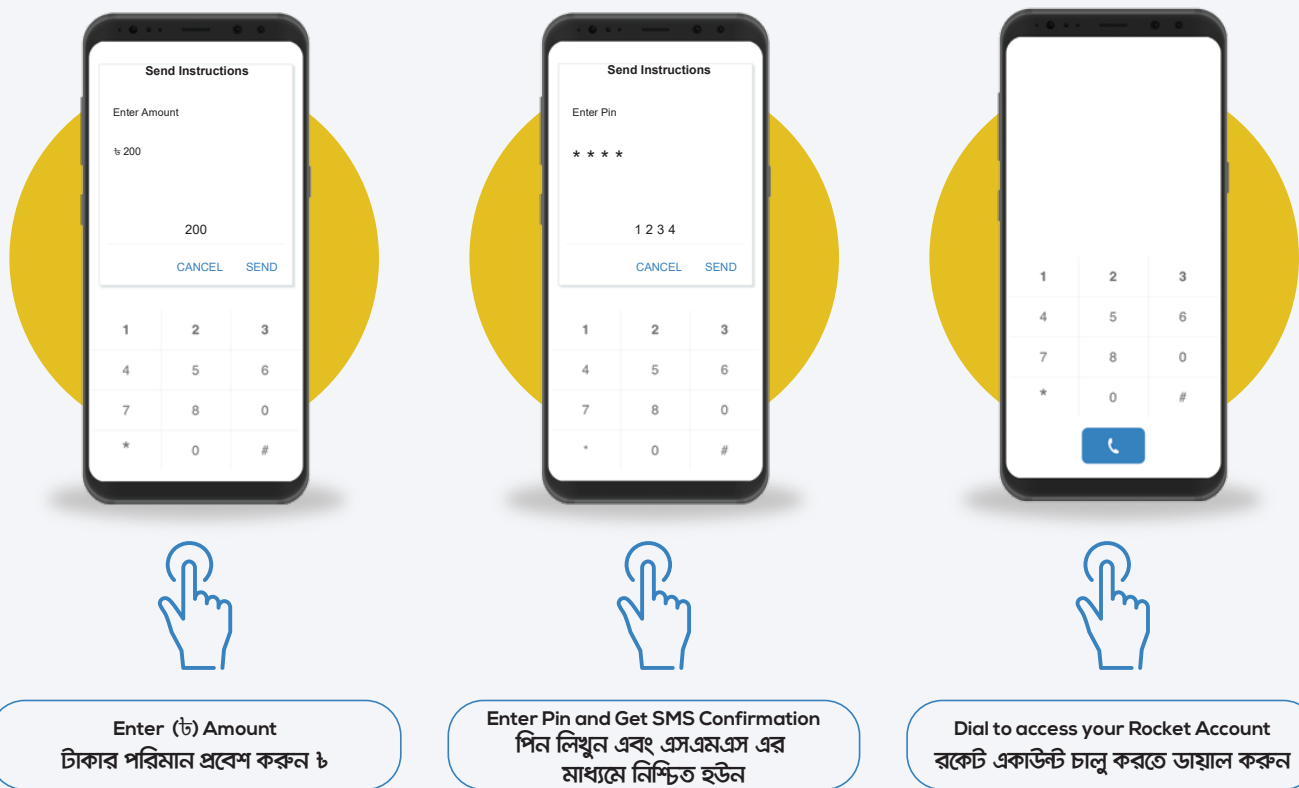 Send Instructions
Enter Amount
৳ 200
200
CANCEL SEND
1 2 3
4 5 6
7 8 0
* 0 #
Enter (৳) Amount
টাকার পরিমান প্রবেশ করুন ৳
Send Instructions
Enter Pin
* * * *
1 2 3 4
CANCEL SEND
1 2 3
4 5 6
7 8 0
* 0 #
Enter Pin and Get SMS Confirmation
পিন লিখুন এবং এসএমএস এর
মাধ্যমে নিশ্চিত হউন
1 2 3
4 5 6
7 8 0
* 0 #
Dial to access your Rocket Account
রকেট একাউন্ট চালু করতে ডায়াল করুন